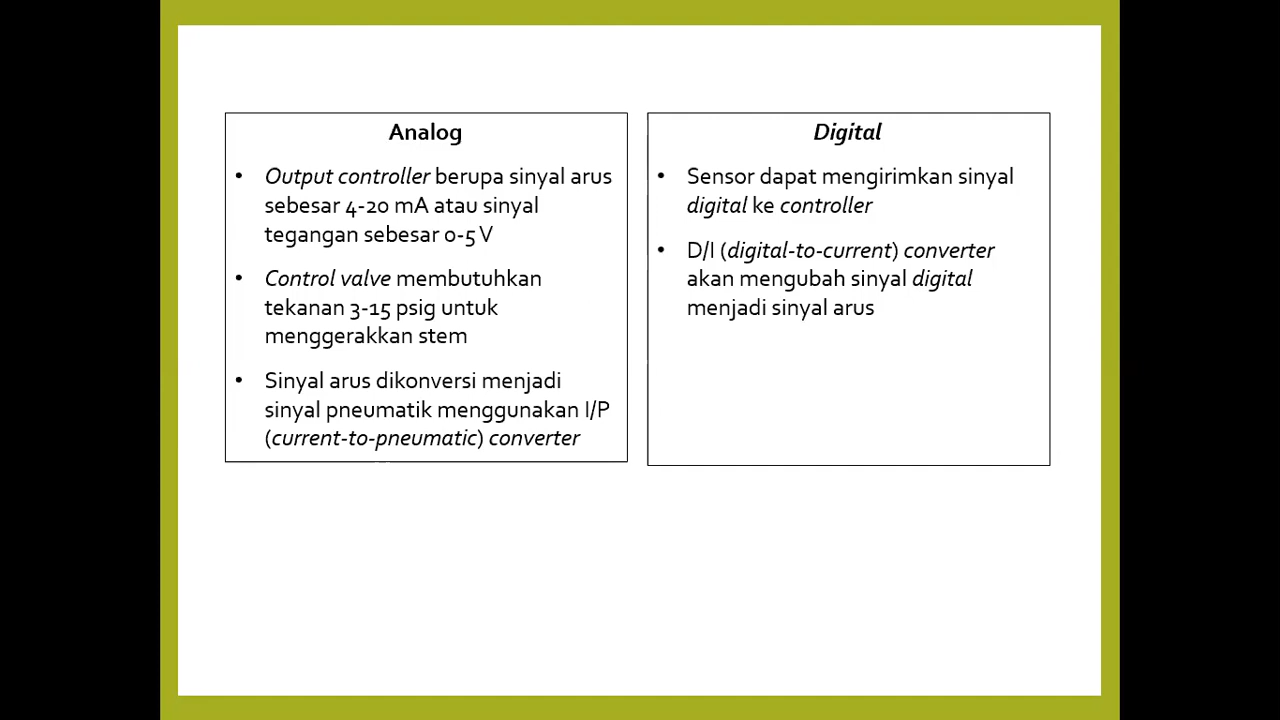 Analog
• Output controller berupa sinyal arus
sebesar 4-20 mA atau sinyal
tegangan sebesar 0-5 V
• Control valve membutuhkan
tekanan 3-15 psig untuk
menggerakkan stem
• Sinyal arus dikonversi menjadi
sinyal pneumatik menggunakan I/P
(current-to-pneumatic) converter
Digital
• Sensor dapat mengirimkan sinyal
digital ke controller
• D/I (digital-to-current) converter
akan mengubah sinyal digital
menjadi sinyal arus